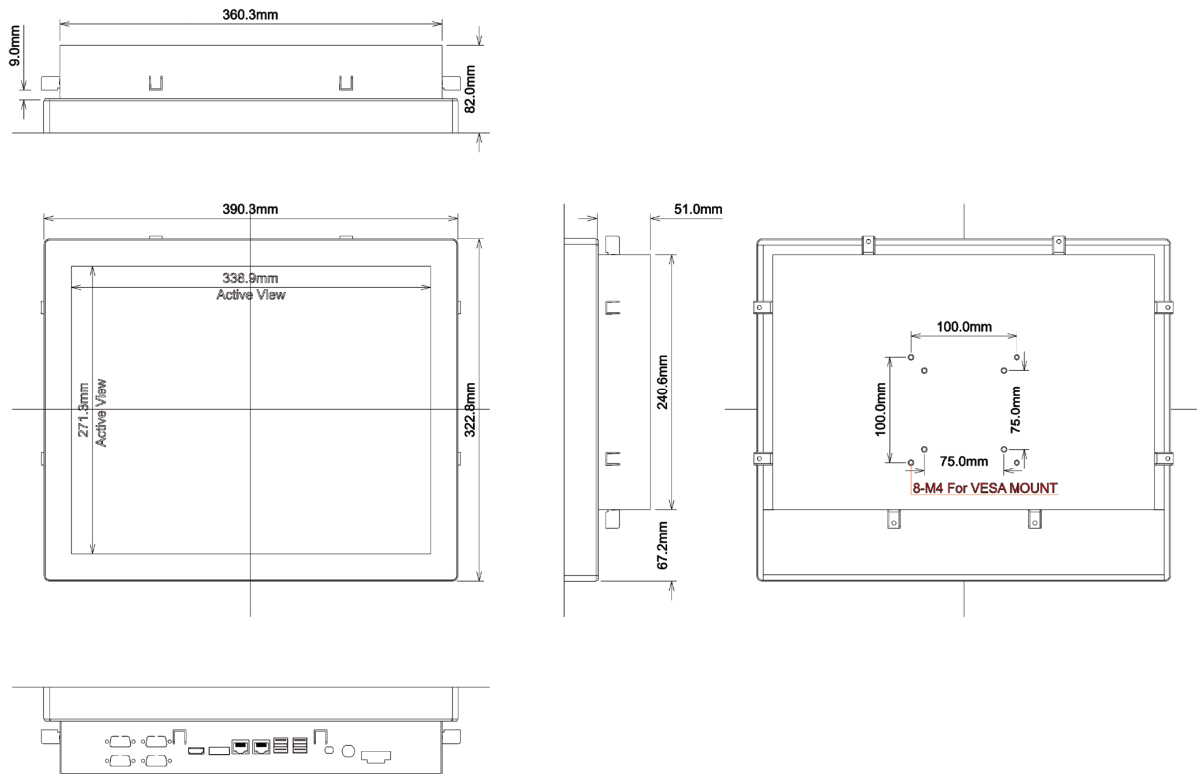 360.3mm
9.0mm
82.0mm
390.3mm
338.9mm
Active View
271.3mm
Active View
322.8mm
51.0mm
240.6mm
67.2mm
100.0mm
100.0mm
75.0mm
75.0mm
8-M4 For VESA MOUNT